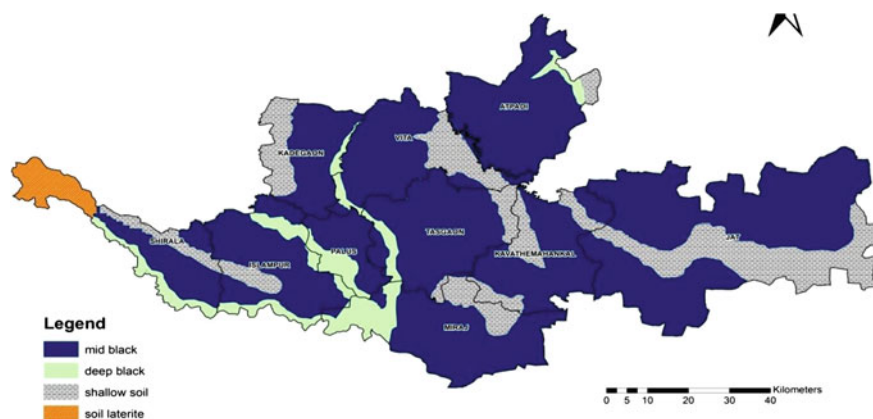 ATPADI
VITA
KADEGAON
TASGAON
SHIRALA
PALUS
JAT
KAVATHEMAHANKAL
ISLAMPUR
MIRAJ
Legend
mid black
deep black
shallow soil
soil laterite
Kilometers
0 5 10 20 30 40